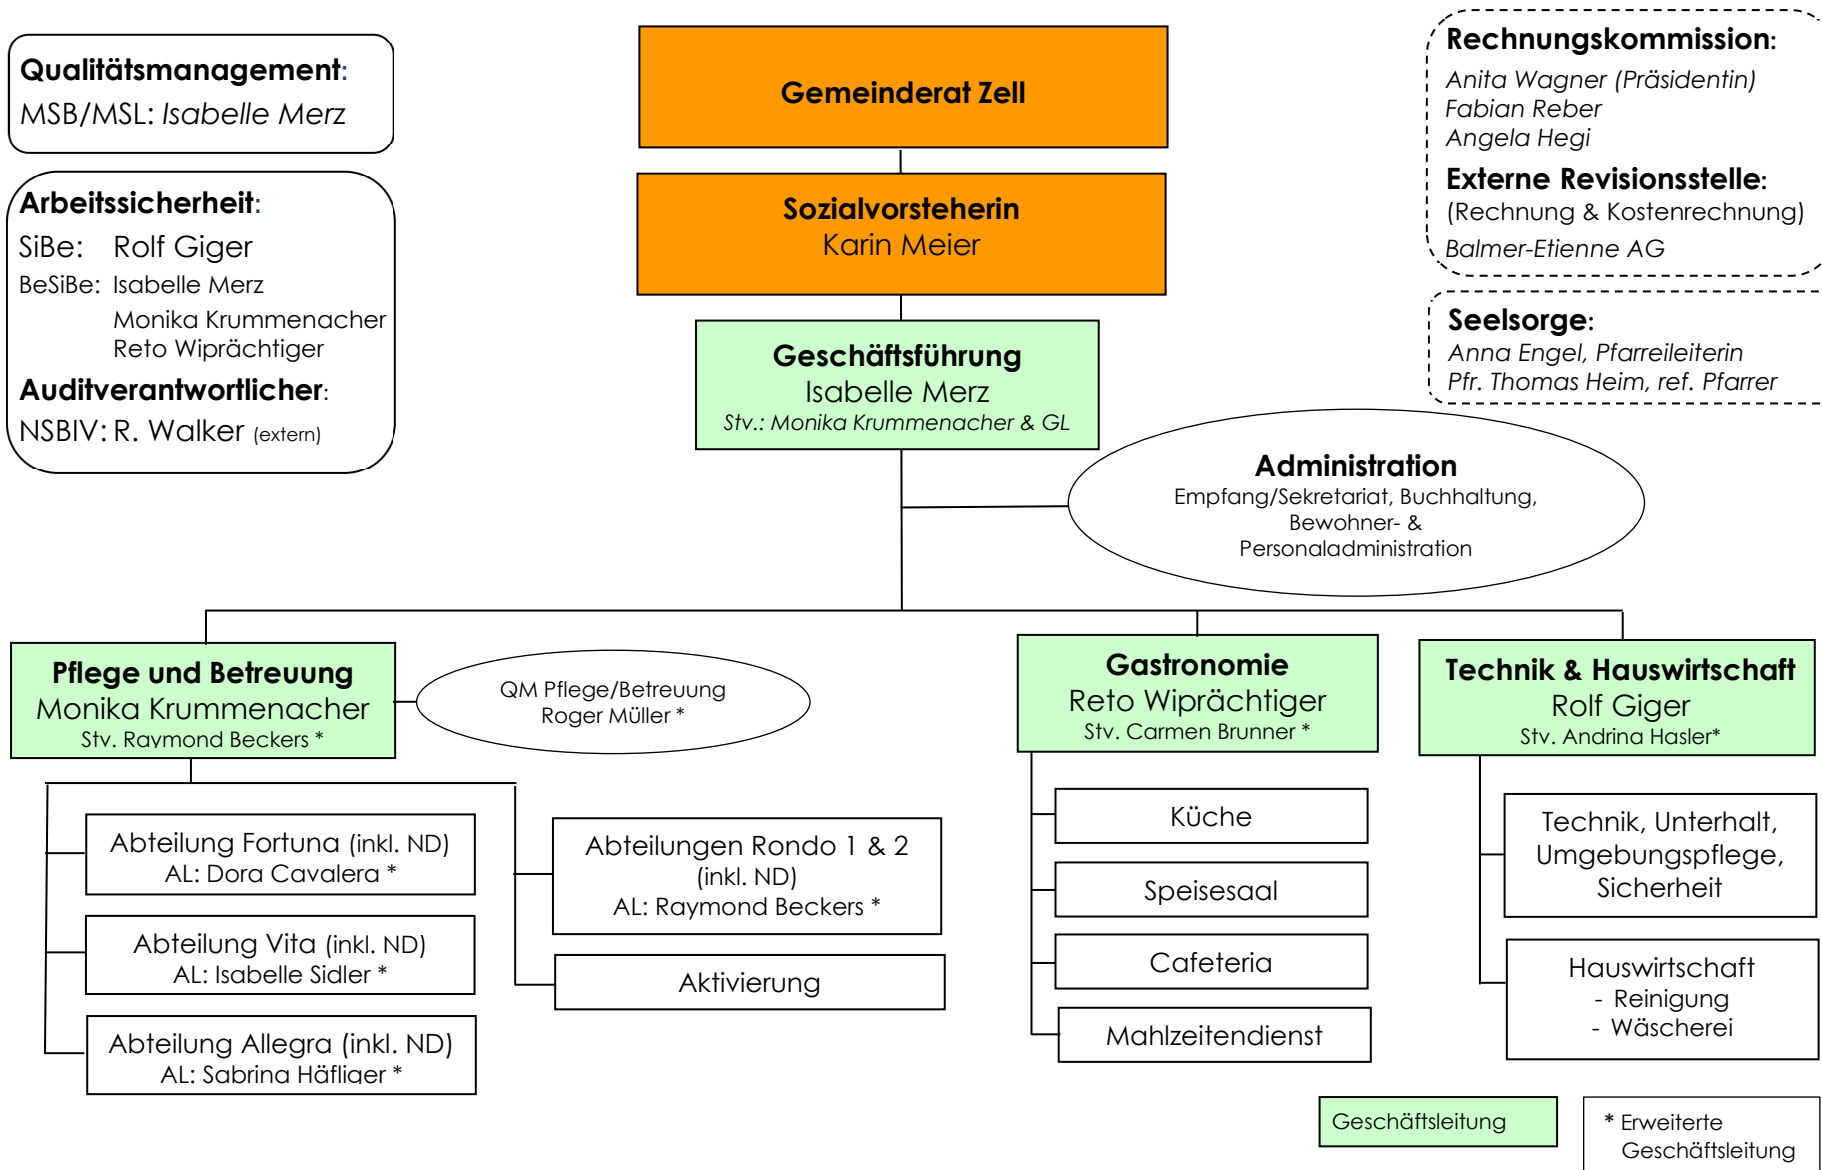 Qualitätsmanagement:
MSB/MSL: Isabelle Merz
Arbeitssicherheit:
SiBe: Rolf Giger
BeSiBe: Isabelle Merz
Monika Krummenacher
Reto Wiprächtiger
Auditverantwortlicher:
NSBIV: R. Walker (extern)
Gemeinderat Zell
Sozialvorsteherin
Karin Meier
Geschäftsführung
Isabelle Merz
Stv.: Monika Krummenacher & GL
Rechnungskommission:
Anita Wagner (Präsidentin)
Fabian Reber
Angela Hegi
Externe Revisionsstelle:
(Rechnung & Kostenrechnung)
Balmer-Etienne AG
Seelsorge:
Anna Engel, Pfarreileiterin
Pfr. Thomas Heim, ref. Pfarrer
Administration
Empfang/Sekretariat, Buchhaltung,
Bewohner- &
Personaladministration
Pflege und Betreuung
Monika Krummenacher
Stv. Raymond Beckers *
QM Pflege/Betreuung
Roger Müller *
Abteilung Fortuna (inkl. ND)
AL: Dora Cavalera *
Abteilung Vita (inkl. ND)
AL: Isabelle Sidler *
Abteilung Allegra (inkl. ND)
AL: Sabrina Häfliger *
Abteilungen Rondo 1 & 2
(inkl. ND)
AL: Raymond Beckers *
Aktivierung
Gastronomie
Reto Wiprächtiger
Stv. Carmen Brunner *
Küche
Speisesaal
Cafeteria
Mahlzeitendienst
Technik & Hauswirtschaft
Rolf Giger
Stv. Andrina Hasler*
Technik, Unterhalt,
Umgebungspflege,
Sicherheit
Hauswirtschaft
- Reinigung
- Wäscherei
Geschäftsleitung
* Erweiterte
Geschäftsleitung